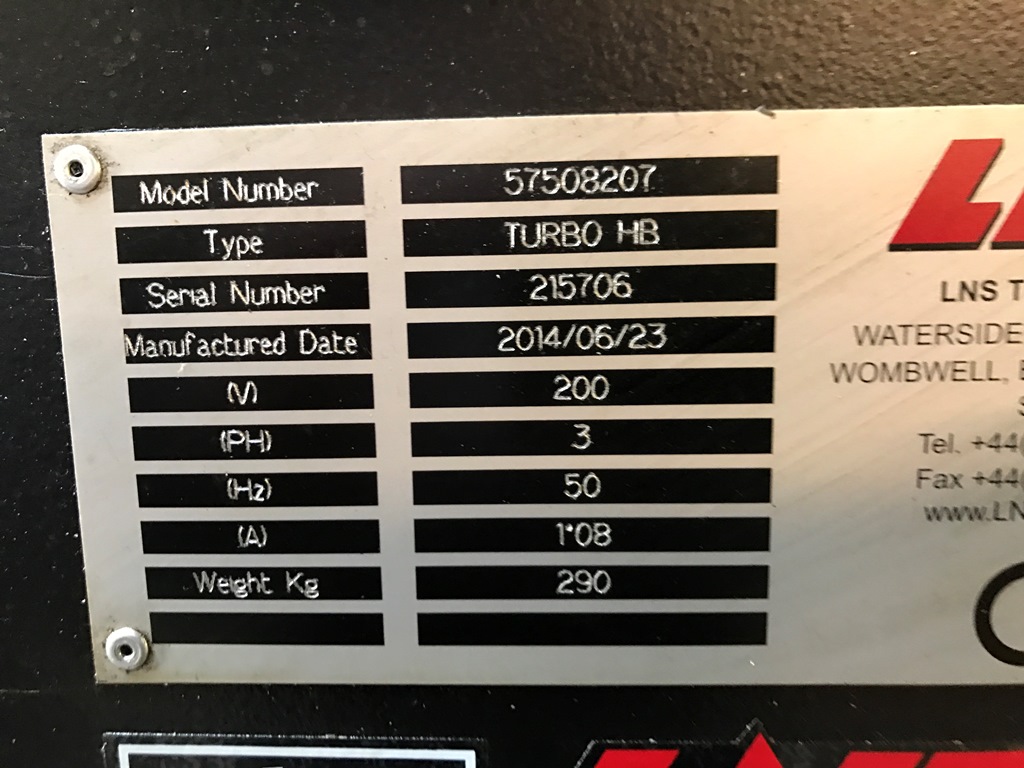 Model Number 57508207
Type TURBO HB
Serial Number 215706
Manufactured Date 2014/06/23
(V) 200
(PH) 3
(Hz) 50
(A) 1·08
Weight Kg 290
LNS
WATERSIDE
WOMBWELL,
Tel. +44(
Fax +44(
www.LN